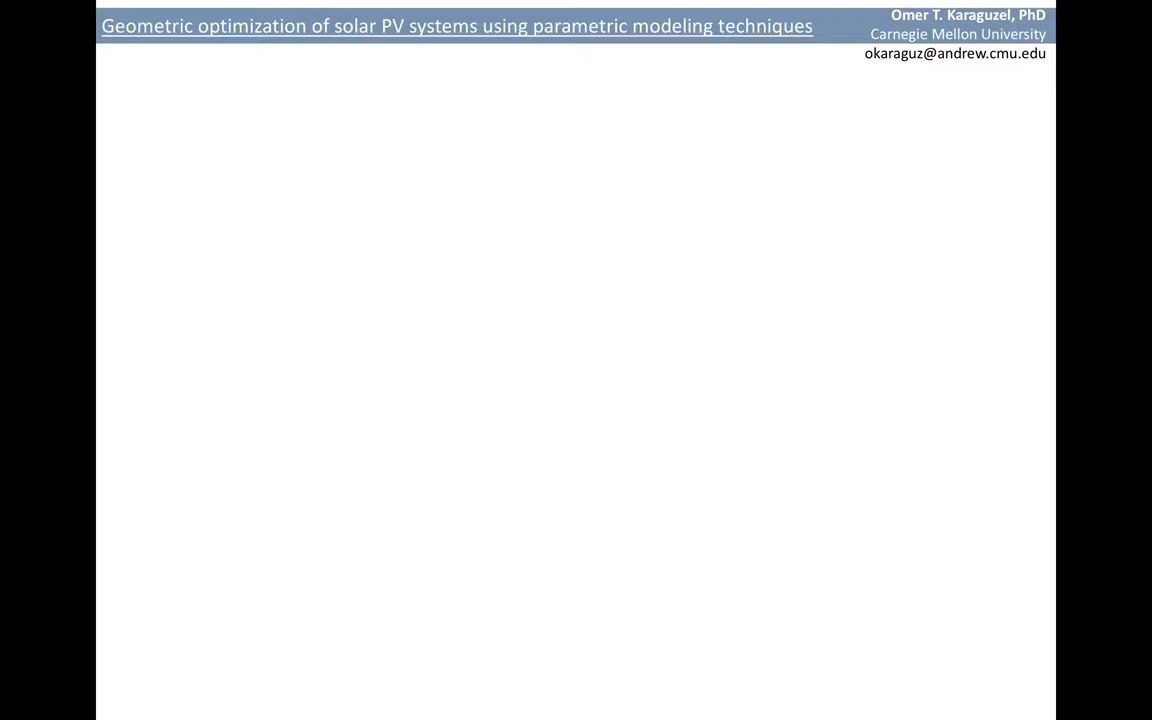 Geometric optimization of solar PV systems using parametric modeling techniques
Omer T. Karaguzel, PhD
Carnegie Mellon University
okaraguz@andrew.cmu.edu